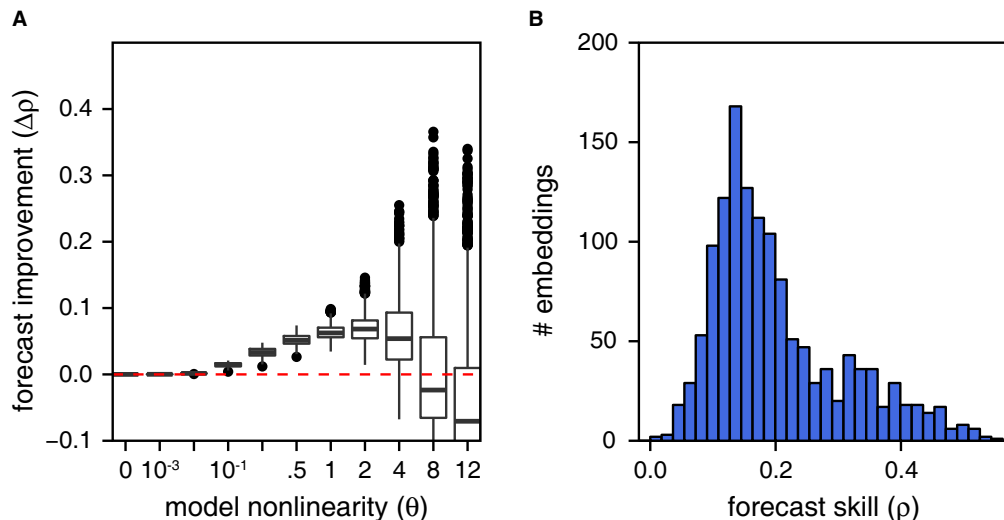 A
forecast improvement (Δρ)
0.4
0.3
0.2
0.1
0.0
−0.1
0 10-3 10-1 .5 1 2 4 8 12
model nonlinearity (θ)
B
# embeddings
200
150
100
50
0
0.0 0.2 0.4
forecast skill (ρ)